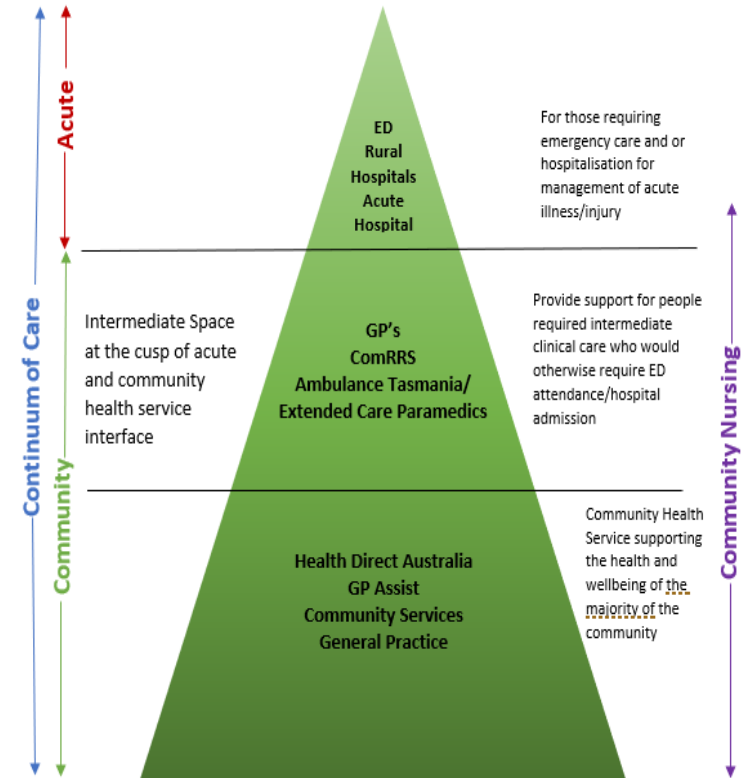 Continuum of Care
Acute
Community
ED
Rural
Hospitals
Acute
Hospital
For those requiring
emergency care and or
hospitalisation for
management of acute
illness/injury
Intermediate Space
at the cusp of acute
and community
health service
interface
GP’s
ComRRS
Ambulance Tasmania/
Extended Care Paramedics
Provide support for people
required intermediate
clinical care who would
otherwise require ED
attendance/hospital
admission
Health Direct Australia
GP Assist
Community Services
General Practice
Community Health
Service supporting
the health and
wellbeing of the
majority of the
community
Community Nursing